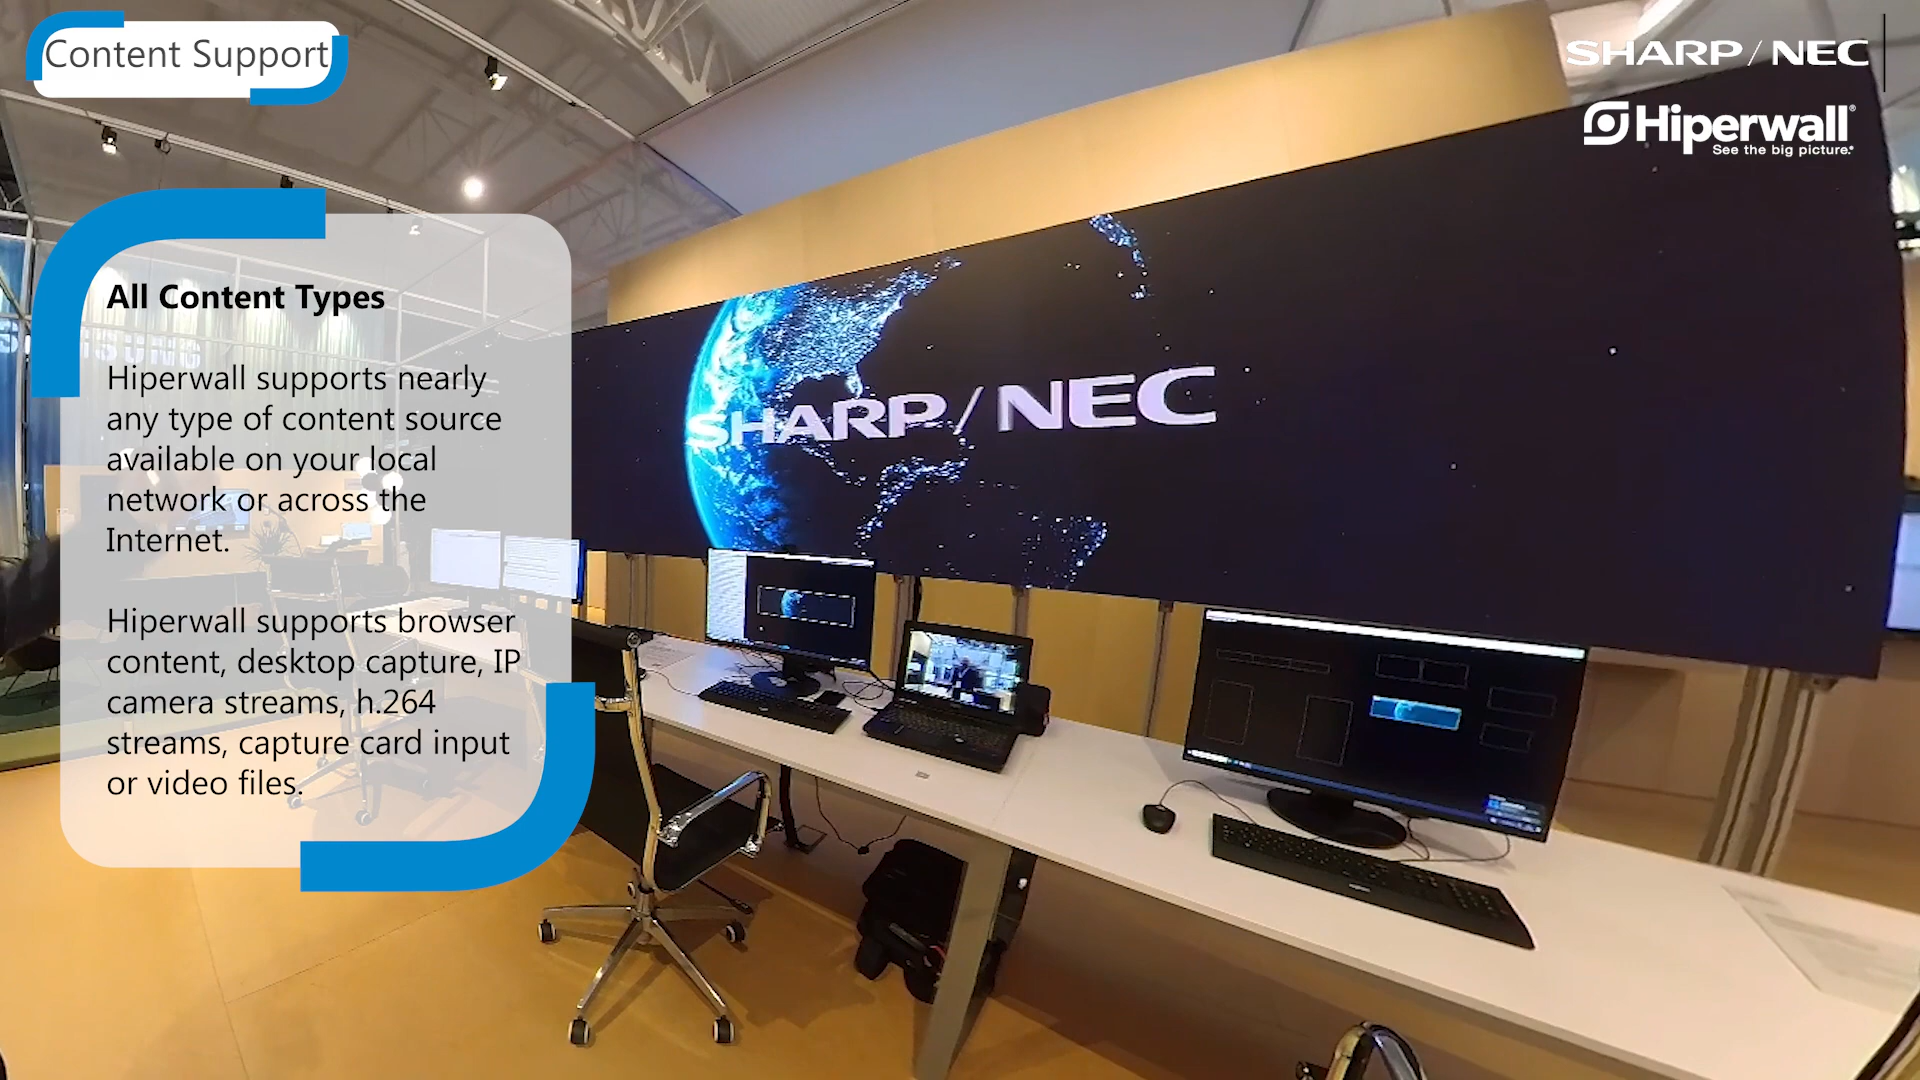 Content Support
SHARP/NEC
Hiperwall®
See the big picture.®
All Content Types
Hiperwall supports nearly
any type of content source
available on your local
network or across the
Internet.
Hiperwall supports browser
content, desktop capture, IP
camera streams, h.264
streams, capture card input
or video files.
SHARP/NEC